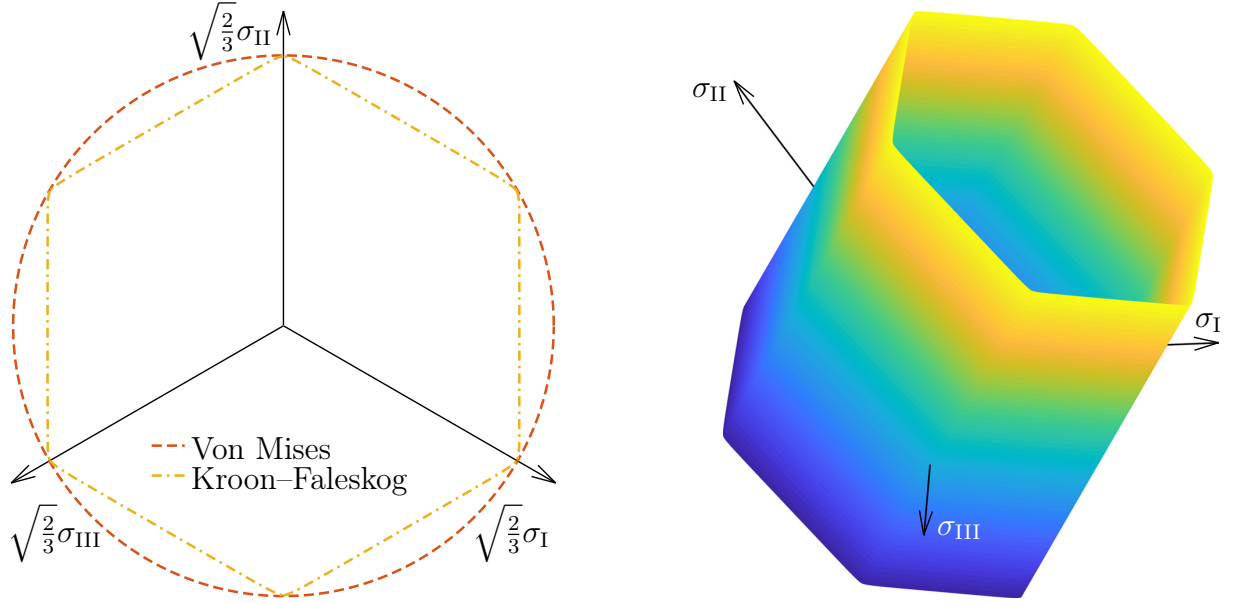 √(2/3) σ_II
Von Mises
Kroon–Faleskog
√(2/3) σ_III
√(2/3) σ_I
σ_II
σ_I
σ_III